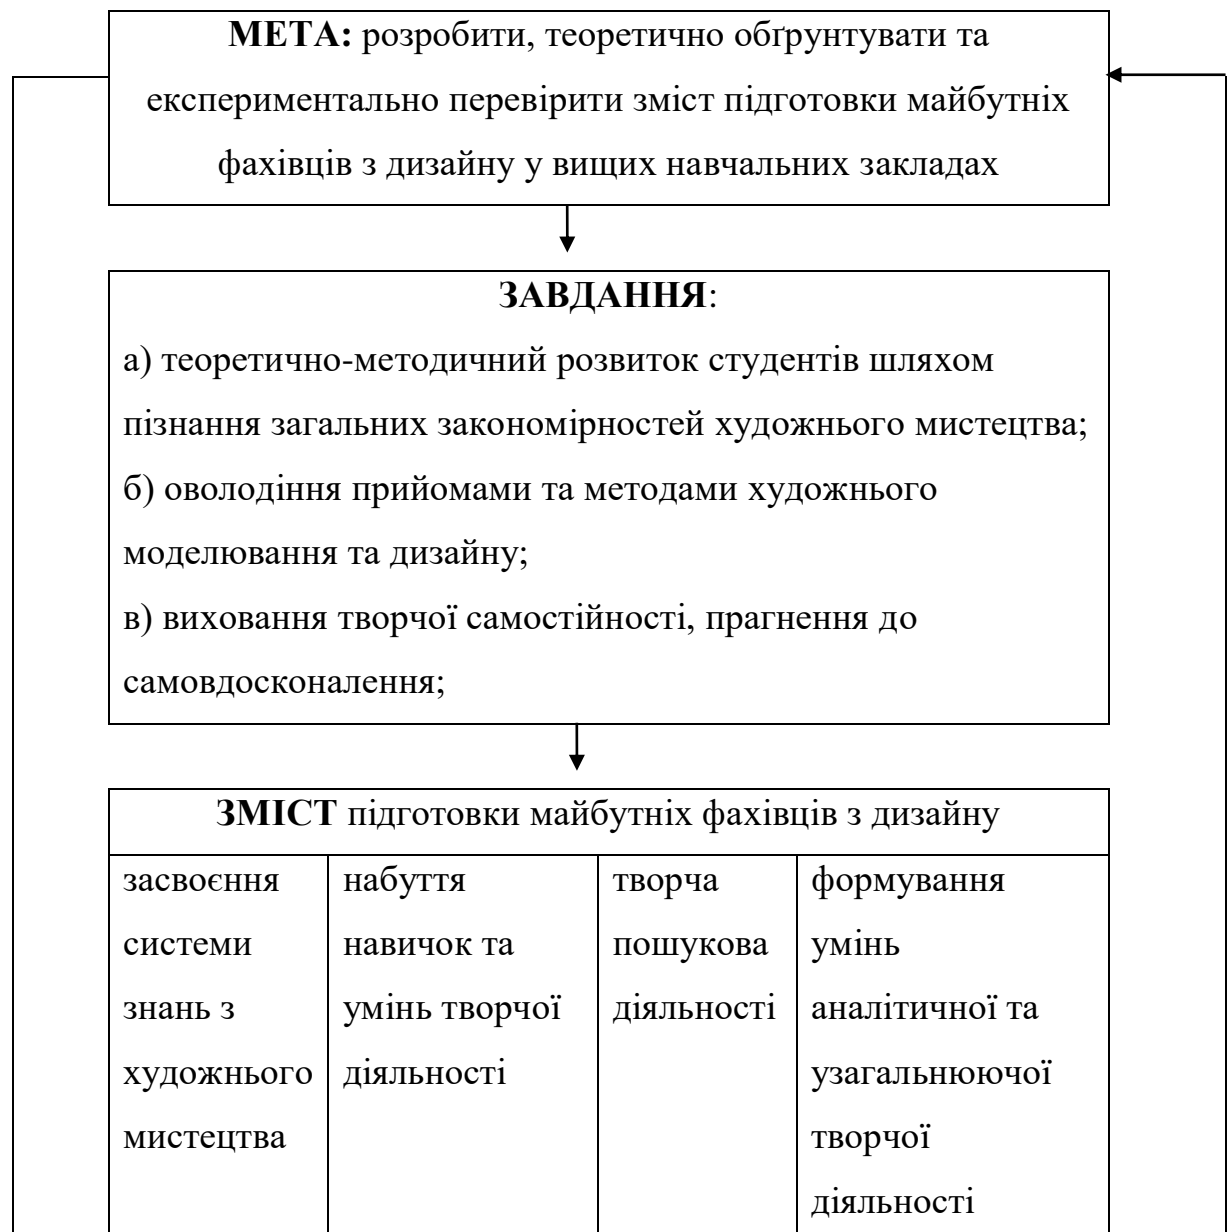 МЕТА: розробити, теоретично обґрунтувати та
експериментально перевірити зміст підготовки майбутніх
фахівців з дизайну у вищих навчальних закладах
ЗАВДАННЯ:
а) теоретично-методичний розвиток студентів шляхом
пізнання загальних закономірностей художнього мистецтва;
б) оволодіння прийомами та методами художнього
моделювання та дизайну;
в) виховання творчої самостійності, прагнення до
самовдосконалення;
ЗМІСТ підготовки майбутніх фахівців з дизайну
засвоєння
системи
знань з
художнього
мистецтва
набуття
навичок та
умінь творчої
діяльності
творча
пошукова
діяльності
формування
умінь
аналітичної та
узагальнюючої
творчої
діяльності